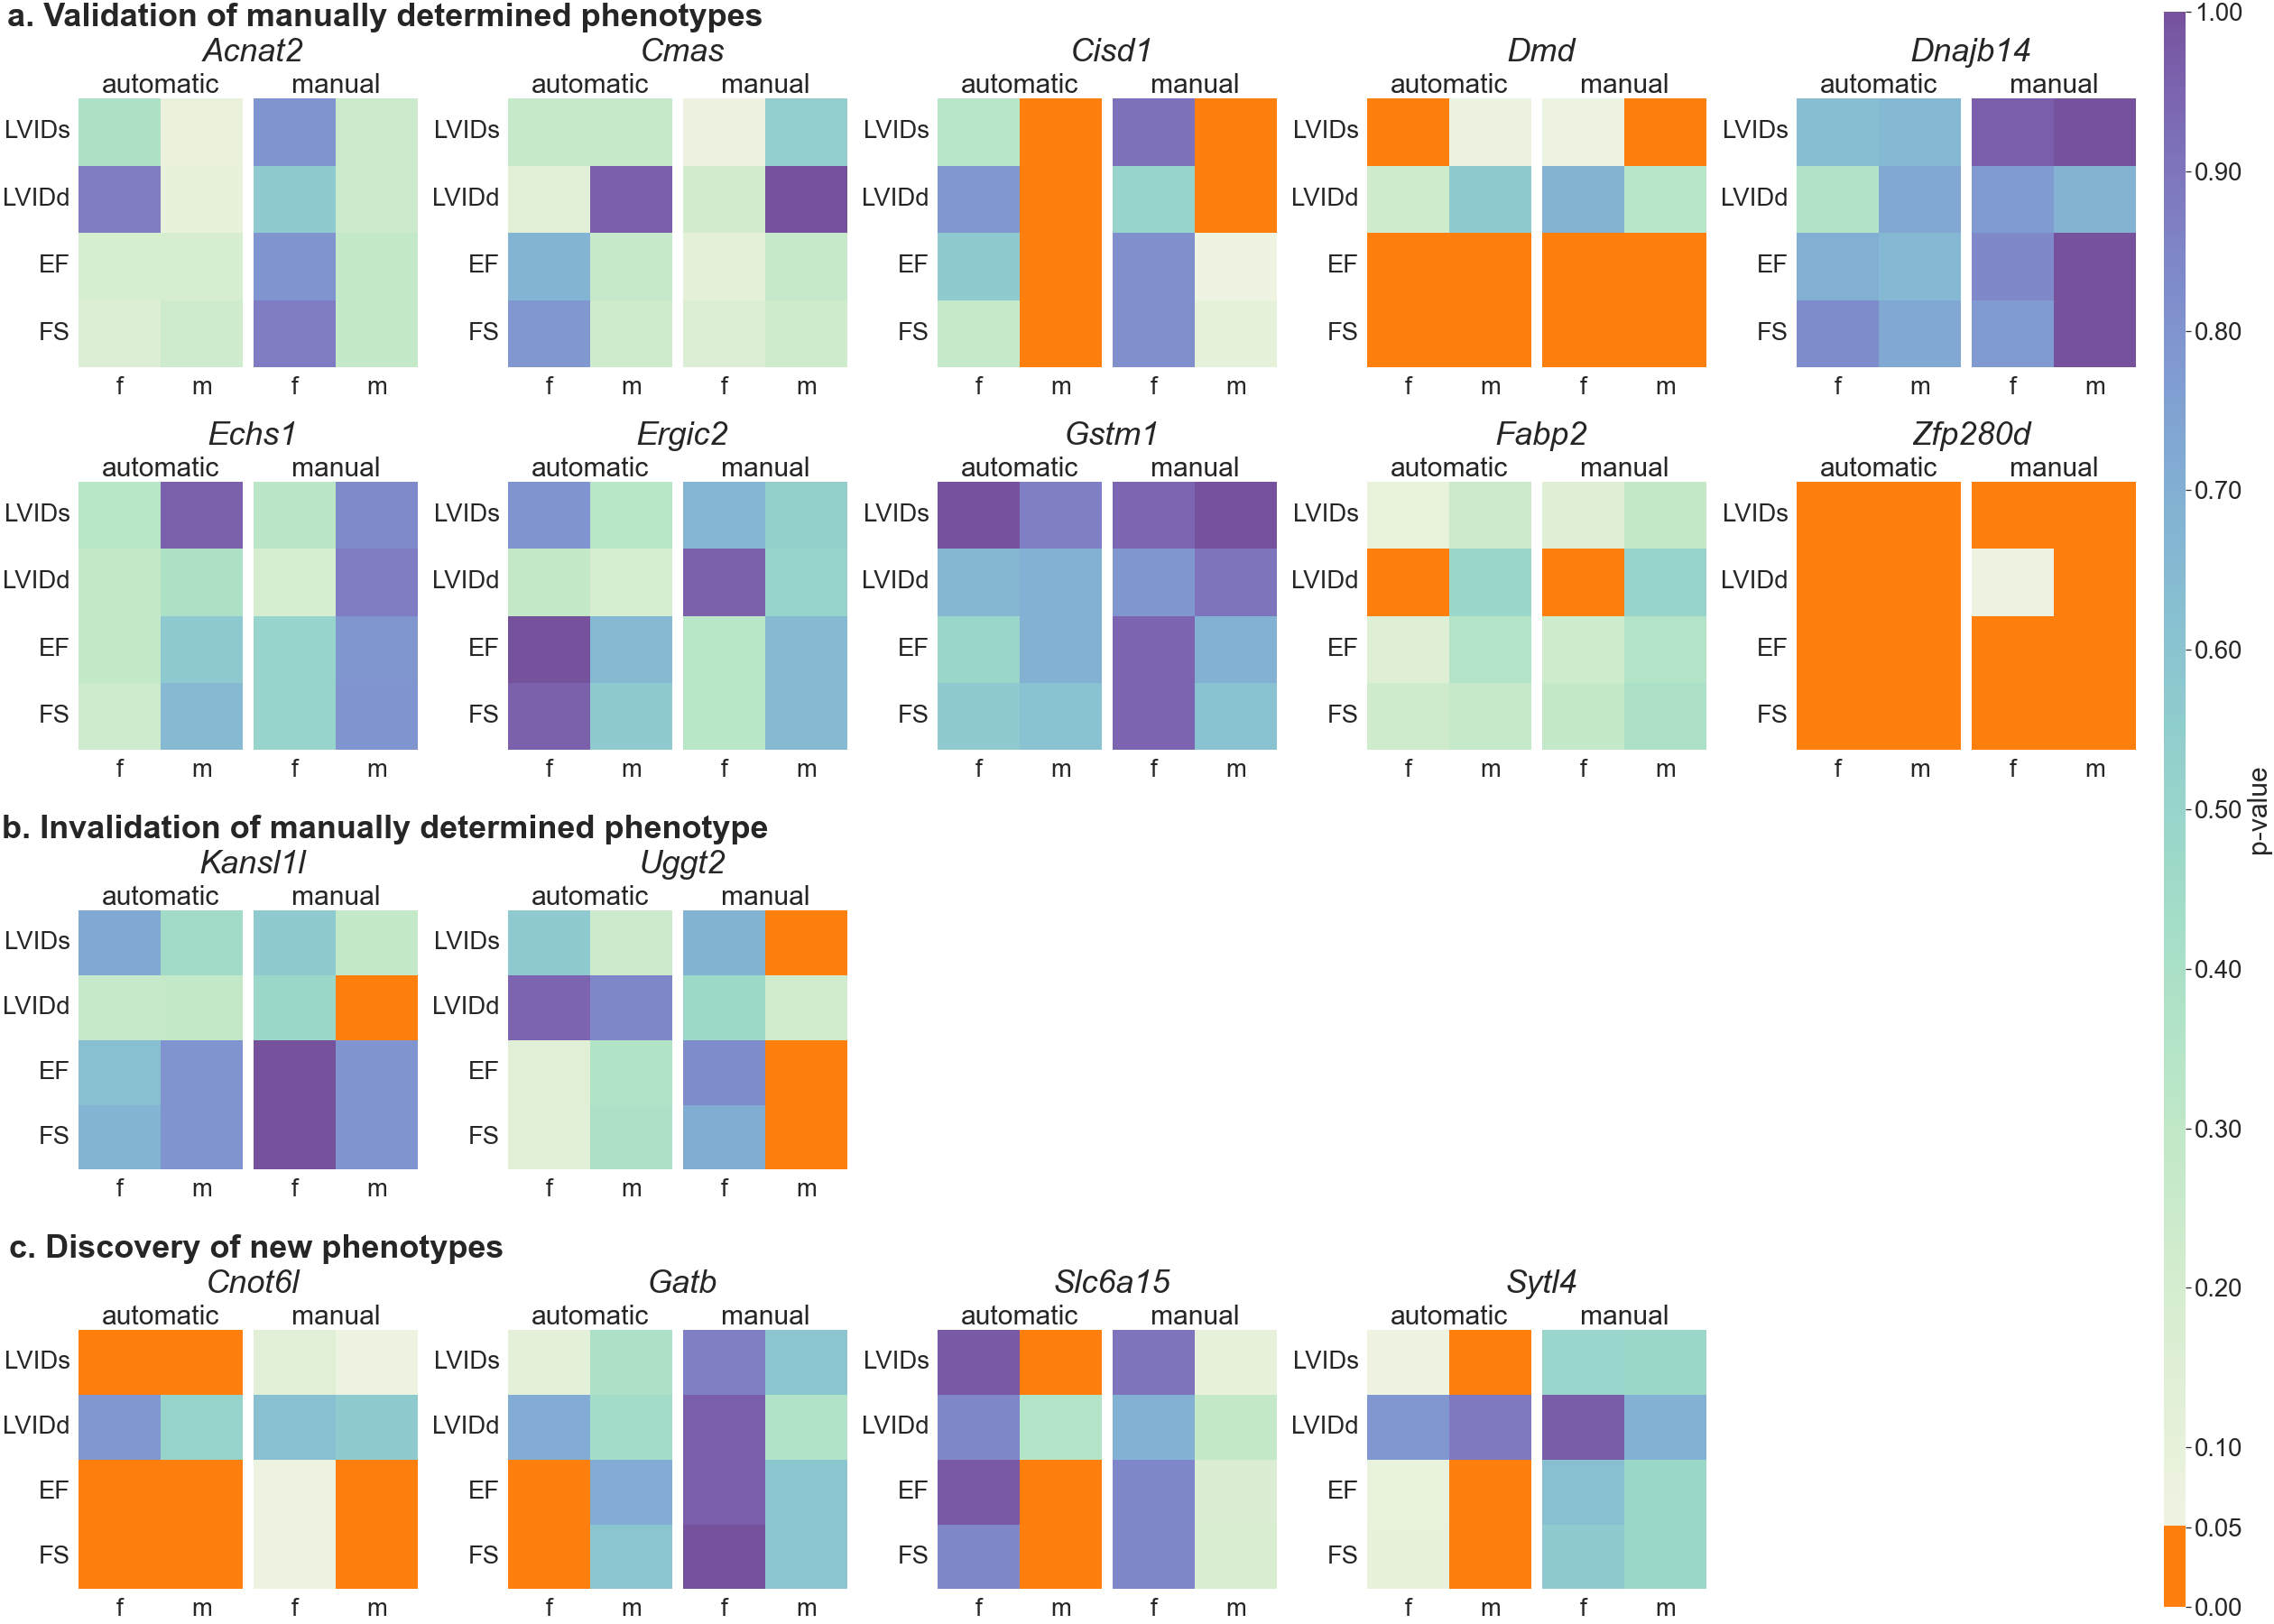 a. Validation of manually determined phenotypes
Acnat2 Cmas Cisd1 Dmd Dnajb14
automatic manual automatic manual automatic manual automatic manual automatic manual
LVIDs LVIDs LVIDs LVIDs LVIDs
LVIDd LVIDd LVIDd LVIDd LVIDd
EF EF EF EF EF
FS FS FS FS FS
f m f m f m f m f m f m f m f m f m f m
Echs1 Ergic2 Gstm1 Fabp2 Zfp280d
automatic manual automatic manual automatic manual automatic manual automatic manual
LVIDs LVIDs LVIDs LVIDs LVIDs
LVIDd LVIDd LVIDd LVIDd LVIDd
EF EF EF EF EF
FS FS FS FS FS
f m f m f m f m f m f m f m f m f m f m
b. Invalidation of manually determined phenotype
Kansl1l Uggt2
automatic manual automatic manual
LVIDs LVIDs
LVIDd LVIDd
EF EF
FS FS
f m f m f m f m
c. Discovery of new phenotypes
Cnot6l Gatb Slc6a15 Sytl4
automatic manual automatic manual automatic manual automatic manual
LVIDs LVIDs LVIDs LVIDs
LVIDd LVIDd LVIDd LVIDd
EF EF EF EF
FS FS FS FS
f m f m f m f m f m f m f m f m
1.00
0.90
0.80
0.70
0.60
0.50
0.40
0.30
0.20
0.10
0.05
0.00
p-value